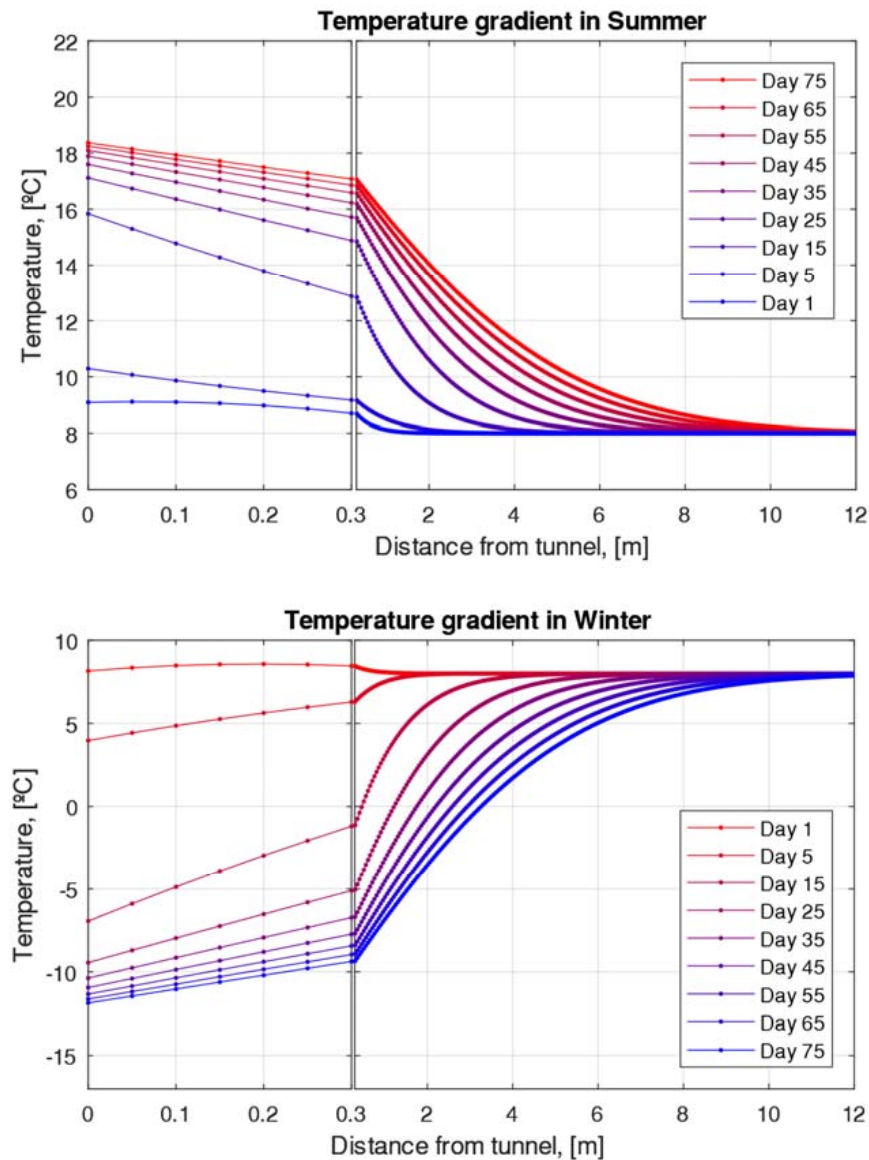 Temperature gradient in Summer
Temperature, [ºC]
22
20
18
16
14
12
10
8
6
0
0.1
0.2
0.3
2
4
6
8
10
12
Distance from tunnel, [m]
Day 75
Day 65
Day 55
Day 45
Day 35
Day 25
Day 15
Day 5
Day 1
Temperature gradient in Winter
Temperature, [ºC]
10
5
0
-5
-10
-15
0
0.1
0.2
0.3
2
4
6
8
10
12
Distance from tunnel, [m]
Day 1
Day 5
Day 15
Day 25
Day 35
Day 45
Day 55
Day 65
Day 75